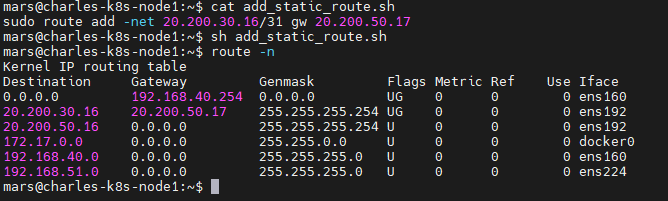 mars@charles-k8s-node1:~$ cat add_static_route.sh
sudo route add -net 20.200.30.16/31 gw 20.200.50.17
mars@charles-k8s-node1:~$ sh add_static_route.sh
mars@charles-k8s-node1:~$ route -n
Kernel IP routing table
Destination     Gateway         Genmask         Flags Metric Ref    Use Iface
0.0.0.0         192.168.40.254  0.0.0.0         UG    0      0        0 ens160
20.200.30.16    20.200.50.17    255.255.255.254 UG    0      0        0 ens192
20.200.50.16    0.0.0.0         255.255.255.254 U     0      0        0 ens192
172.17.0.0      0.0.0.0         255.255.0.0     U     0      0        0 docker0
192.168.40.0    0.0.0.0         255.255.255.0   U     0      0        0 ens160
192.168.51.0    0.0.0.0         255.255.255.0   U     0      0        0 ens224
mars@charles-k8s-node1:~$